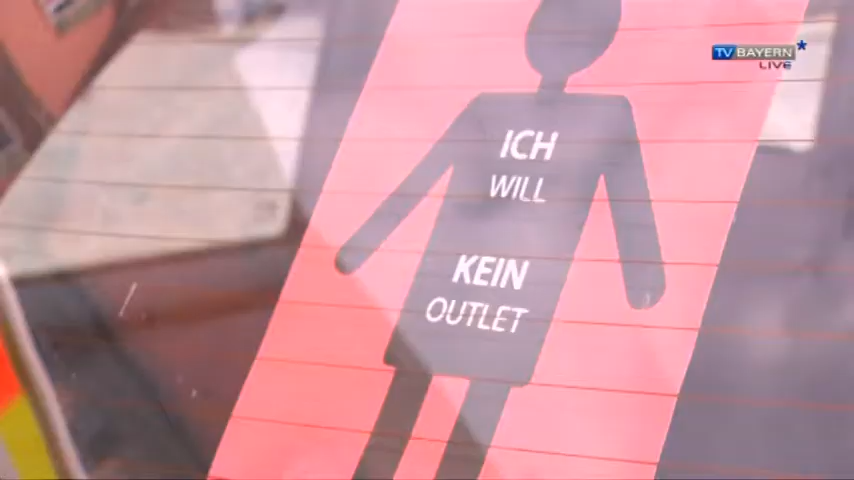 TV BAYERN
LIVE
ICH
WILL
KEIN
OUTLET